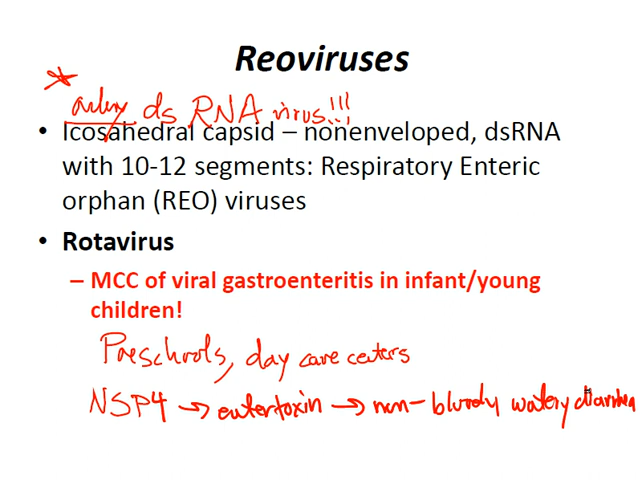 Reoviruses
* only ds RNA virus!!!
• Icosahedral capsid – nonenveloped, dsRNA
with 10-12 segments: Respiratory Enteric
orphan (REO) viruses
• Rotavirus
– MCC of viral gastroenteritis in infant/young
children!
Preschools, day care centers
NSP4 → entertoxin → non-bloody watery diarrhea